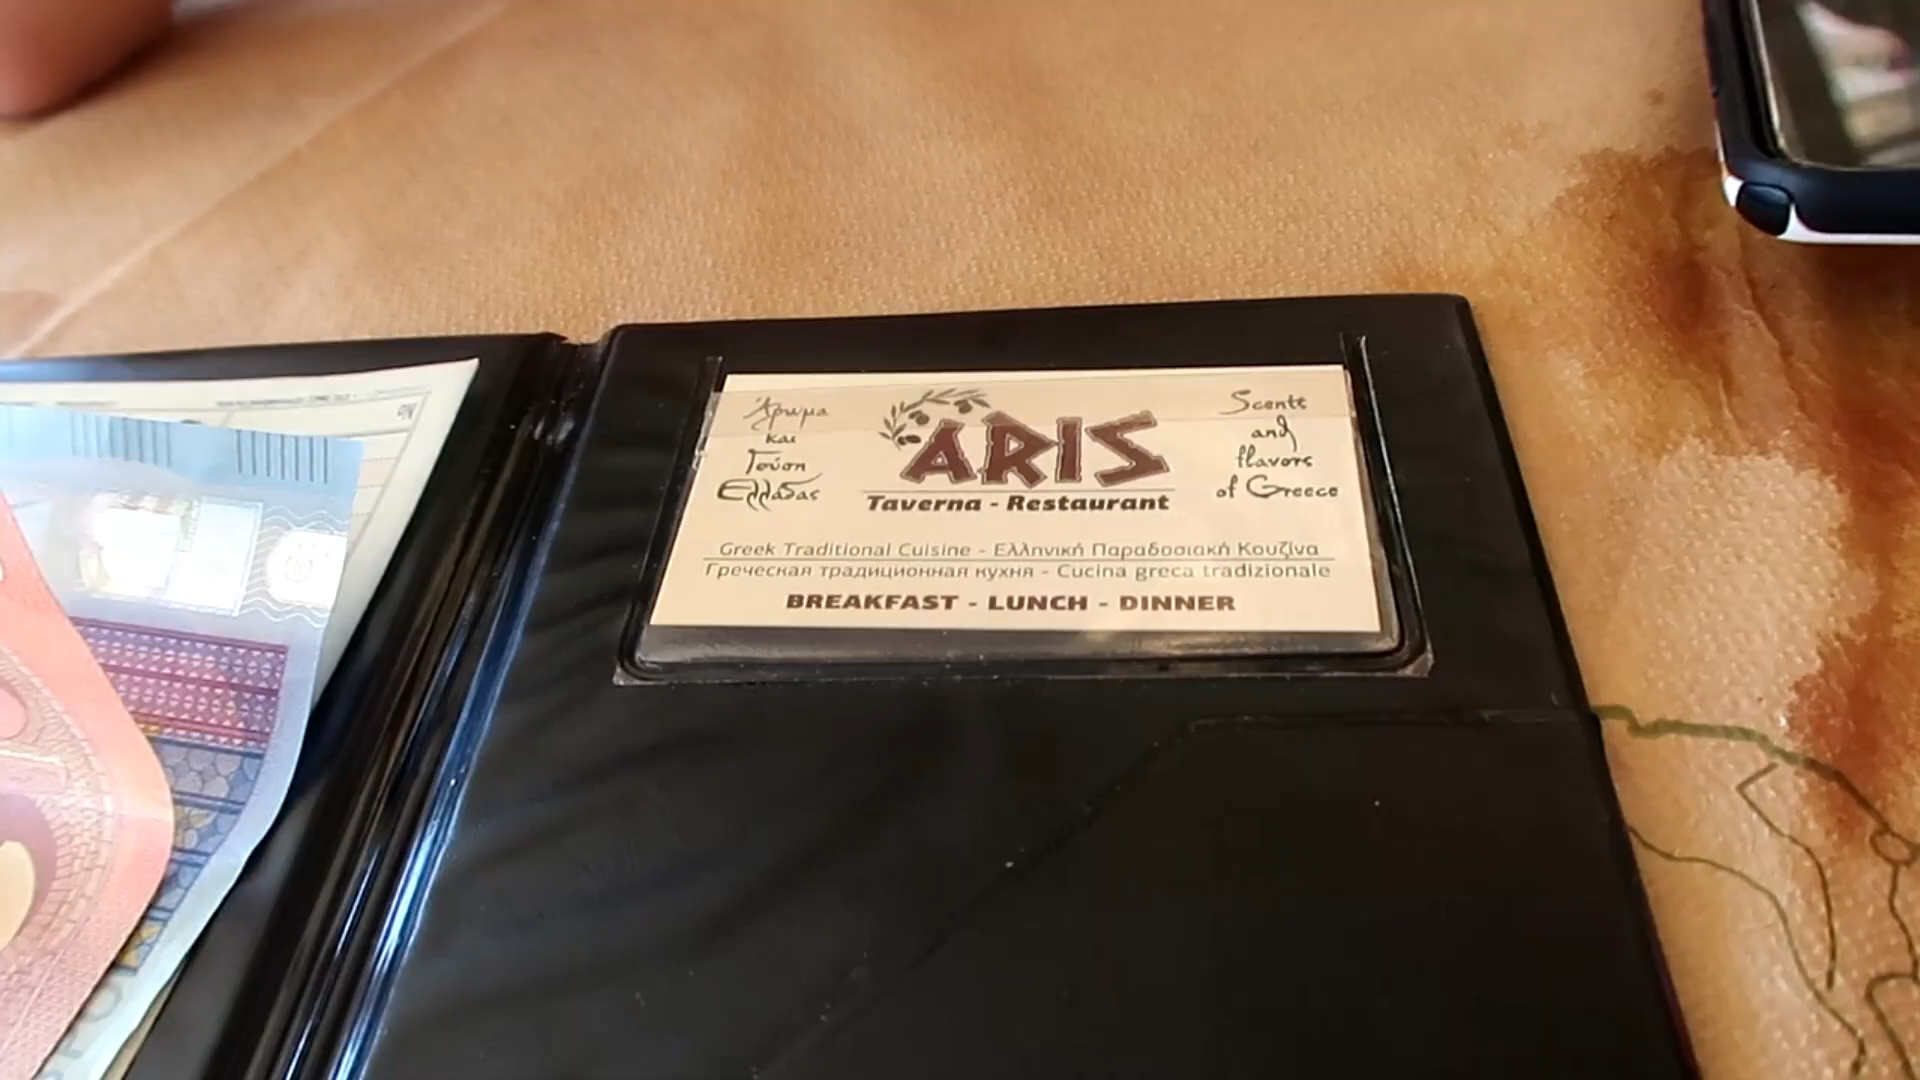 Άρωμα
και
Γεύση
Ελλάδας
ARIS
Taverna - Restaurant
Scents
and
flavors
of Greece
Greek Traditional Cuisine - Ελληνική Παραδοσιακή Κουζίνα
Греческая традиционная кухня - Cucina greca tradizionale
BREAKFAST - LUNCH - DINNER